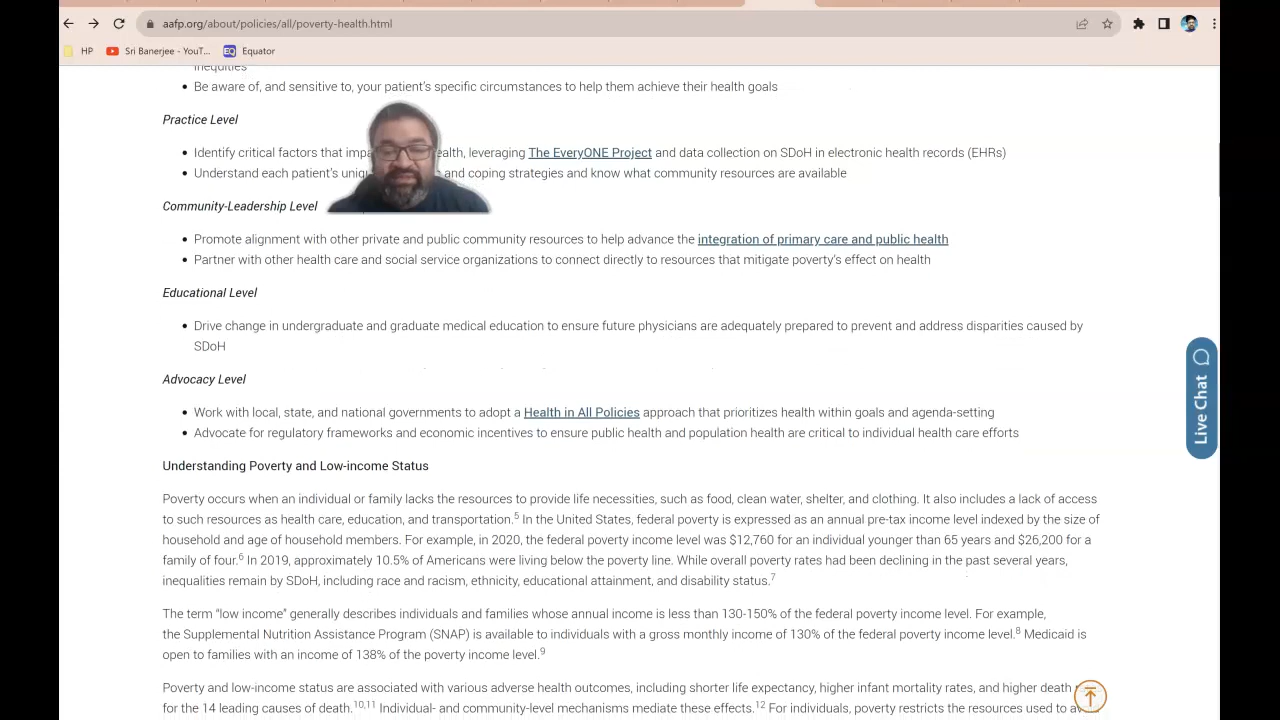 aafp.org/about/policies/all/poverty-health.html
HP Sri Banerjee - YouT... EQ Equator
inequities
Be aware of, and sensitive to, your patient's specific circumstances to help them achieve their health goals
Practice Level
Identify critical factors that ealth, leveraging The EveryONE Project and data collection on SDoH in electronic health records (EHRs)
Understand each patient's and coping strategies and know what community resources are available
Community-Leadership Level
Promote alignment with other private and public community resources to help advance the integration of primary care and public health
Partner with other health care and social service organizations to connect directly to resources that mitigate poverty's effect on health
Educational Level
Drive change in undergraduate and graduate medical education to ensure future physicians are adequately prepared to prevent and address disparities caused by
SDoH
Live Chat
Advocacy Level
Work with local, state, and national governments to adopt a Health in All Policies approach that prioritizes health within goals and agenda-setting
Advocate for regulatory frameworks and economic incentives to ensure public health and population health are critical to individual health care efforts
Understanding Poverty and Low-income Status
Poverty occurs when an individual or family lacks the resources to provide life necessities, such as food, clean water, shelter, and clothing. It also includes a lack of access
to such resources as health care, education, and transportation.5 In the United States, federal poverty is expressed as an annual pre-tax income level indexed by the size of
household and age of household members. For example, in 2020, the federal poverty income level was $12,760 for an individual younger than 65 years and $26,200 for a
family of four.6 In 2019, approximately 10.5% of Americans were living below the poverty line. While overall poverty rates had been declining in the past several years,
inequalities remain by SDoH, including race and racism, ethnicity, educational attainment, and disability status.7
The term “low income” generally describes individuals and families whose annual income is less than 130-150% of the federal poverty income level. For example,
the Supplemental Nutrition Assistance Program (SNAP) is available to individuals with a gross monthly income of 130% of the federal poverty income level.8 Medicaid is
open to families with an income of 138% of the poverty income level.9
Poverty and low-income status are associated with various adverse health outcomes, including shorter life expectancy, higher infant mortality rates, and higher death
for the 14 leading causes of death.10,11 Individual- and community-level mechanisms mediate these effects.12 For individuals, poverty restricts the resources used to